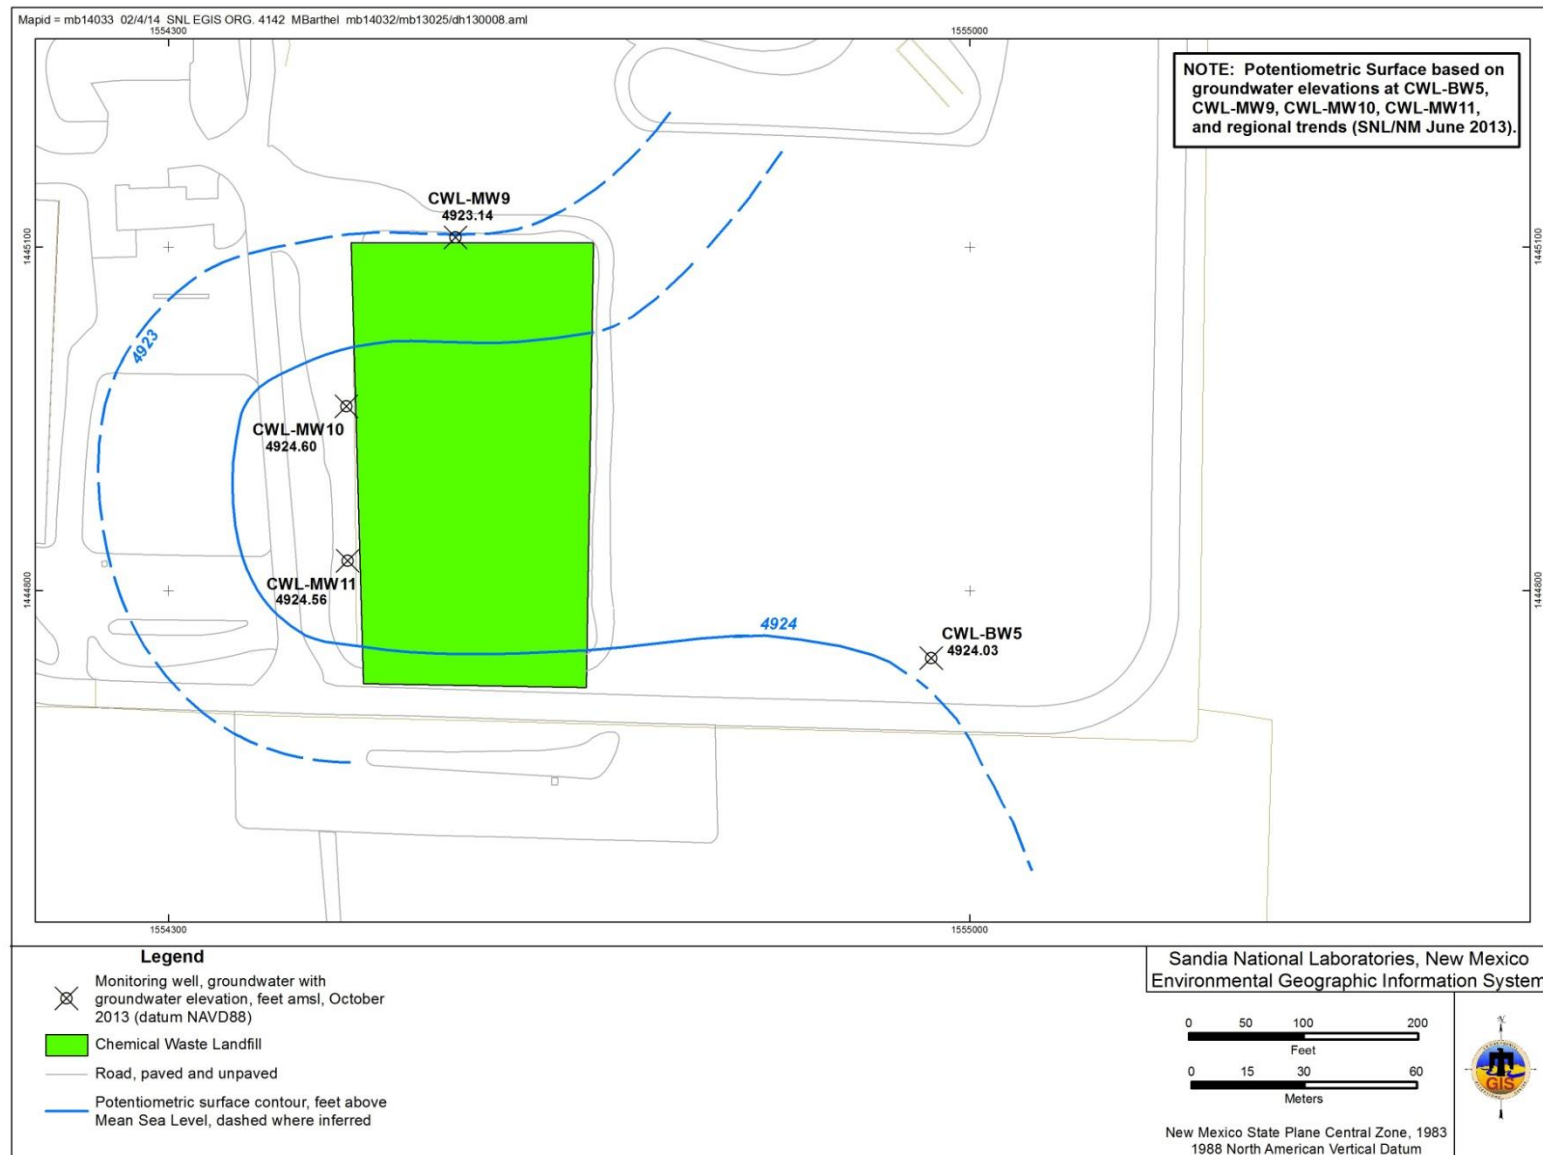 Mapid = mb14033 02/4/14 SNL EGIS ORG. 4142 MBarthel mb14032/mb13025/dh130008.aml
1554300
1555000
NOTE: Potentiometric Surface based on
groundwater elevations at CWL-BW5,
CWL-MW9, CWL-MW10, CWL-MW11,
and regional trends (SNL/NM June 2013).
CWL-MW9
4923.14
1445100
1445100
4923
CWL-MW10
4924.60
CWL-MW11
4924.56
1444800
1444800
4924
CWL-BW5
4924.03
1554300
1555000
Legend
Monitoring well, groundwater with
groundwater elevation, feet amsl, October
2013 (datum NAVD88)
Chemical Waste Landfill
Road, paved and unpaved
Potentiometric surface contour, feet above
Mean Sea Level, dashed where inferred
Sandia National Laboratories, New Mexico
Environmental Geographic Information System
0 50 100 200
Feet
0 15 30 60
Meters
New Mexico State Plane Central Zone, 1983
1988 North American Vertical Datum
GIS